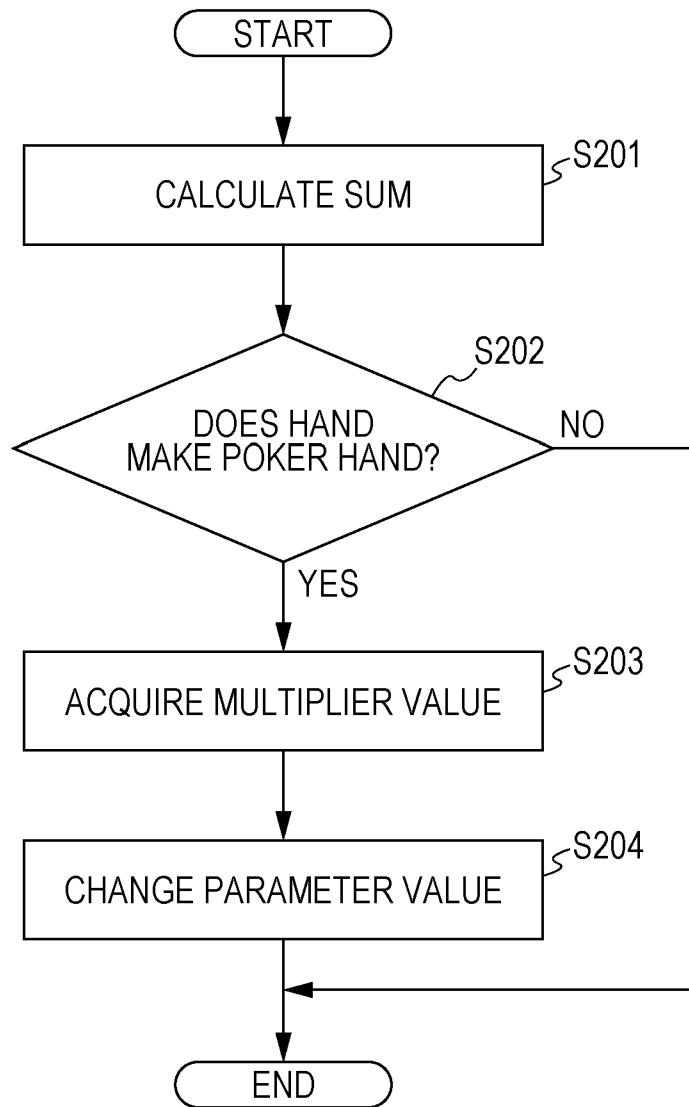 START
S201
CALCULATE SUM
S202
DOES HAND
MAKE POKER HAND?
NO
YES
S203
ACQUIRE MULTIPLIER VALUE
S204
CHANGE PARAMETER VALUE
END